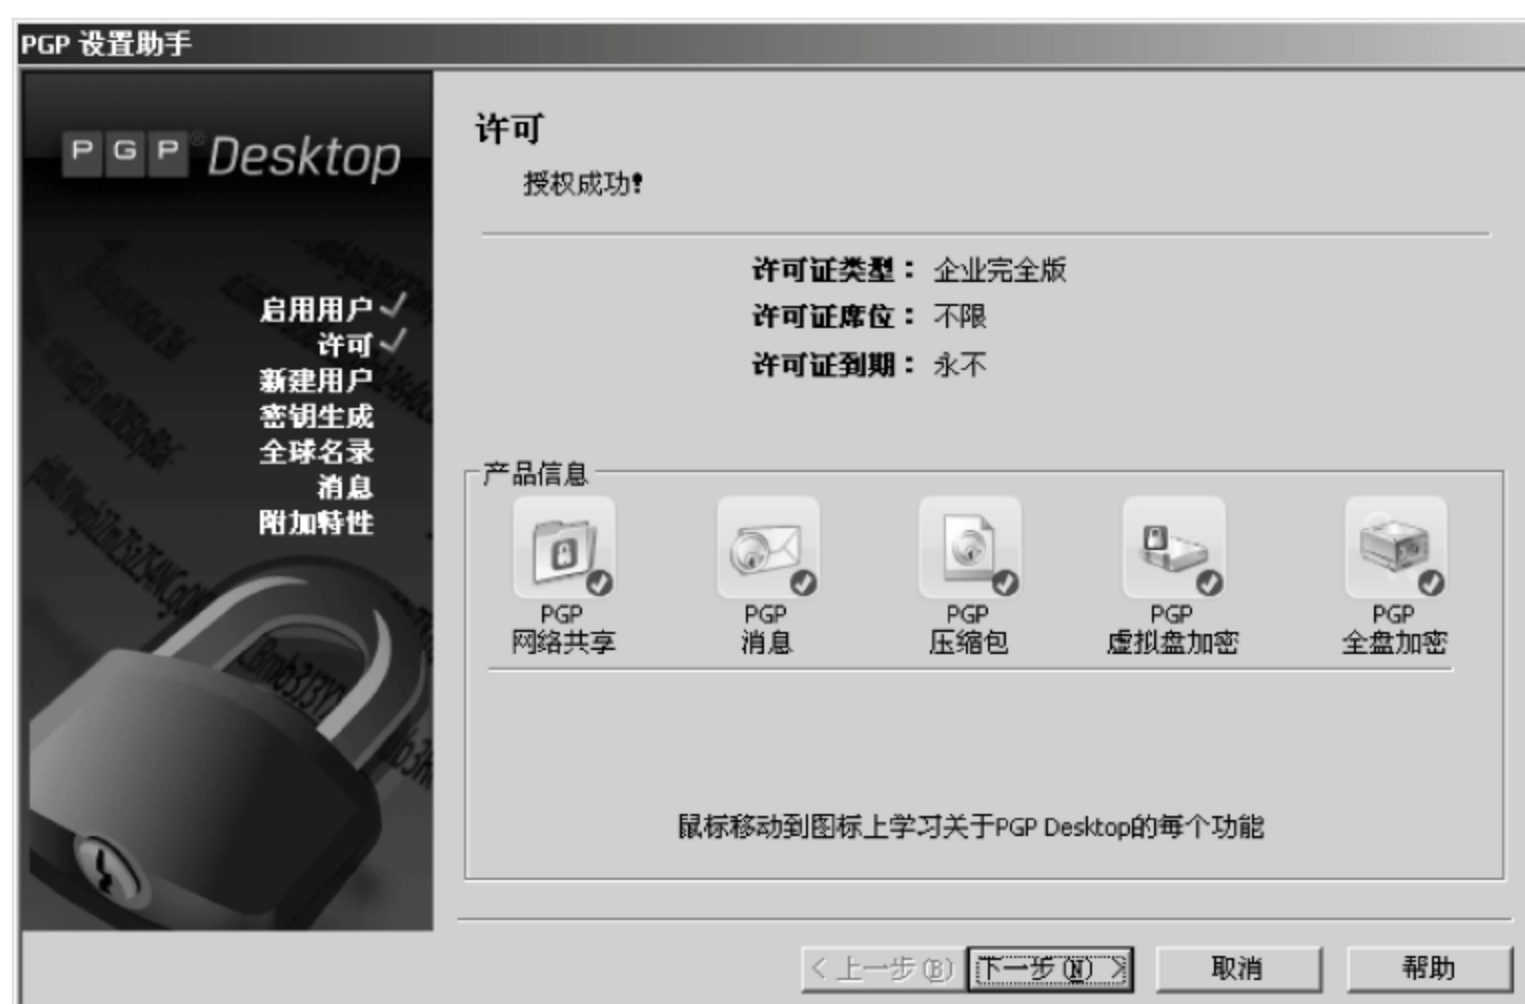 PGP 设置助手
PGP® Desktop
启用用户
许可
新建用户
密钥生成
全球名录
消息
附加特性
许可
授权成功!
许可证类型: 企业完全版
许可证席位: 不限
许可证到期: 永不
产品信息
PGP
网络共享
PGP
消息
PGP
压缩包
PGP
虚拟盘加密
PGP
全盘加密
鼠标移动到图标上学习关于PGP Desktop的每个功能
< 上一步(B)
下一步(N) >
取消
帮助